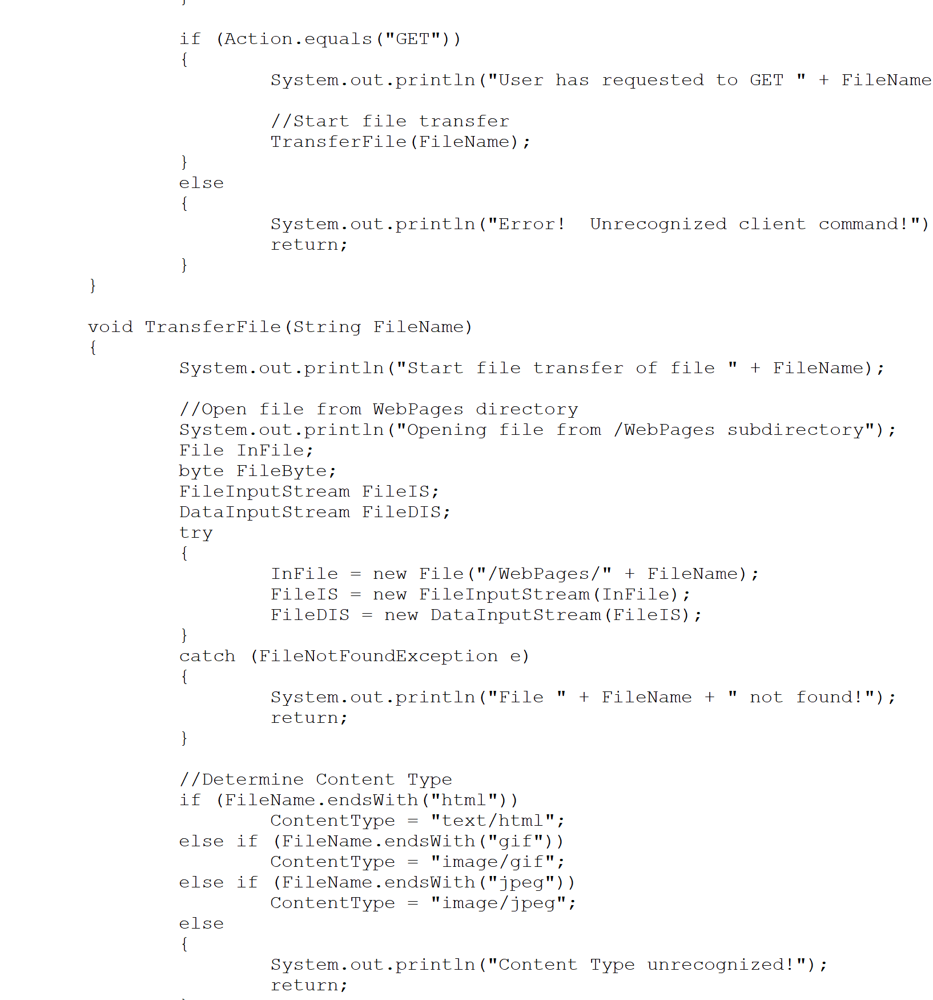 }
if (Action.equals("GET"))
{
System.out.println("User has requested to GET " + FileName
//Start file transfer
TransferFile(FileName);
}
else
{
System.out.println("Error!  Unrecognized client command!")
return;
}
}
void TransferFile(String FileName)
{
System.out.println("Start file transfer of file " + FileName);
//Open file from WebPages directory
System.out.println("Opening file from /WebPages subdirectory");
File InFile;
byte FileByte;
FileInputStream FileIS;
DataInputStream FileDIS;
try
{
InFile = new File("/WebPages/" + FileName);
FileIS = new FileInputStream(InFile);
FileDIS = new DataInputStream(FileIS);
}
catch (FileNotFoundException e)
{
System.out.println("File " + FileName + " not found!");
return;
}
//Determine Content Type
if (FileName.endsWith("html"))
ContentType = "text/html";
else if (FileName.endsWith("gif"))
ContentType = "image/gif";
else if (FileName.endsWith("jpeg"))
ContentType = "image/jpeg";
else
{
System.out.println("Content Type unrecognized!");
return;
}